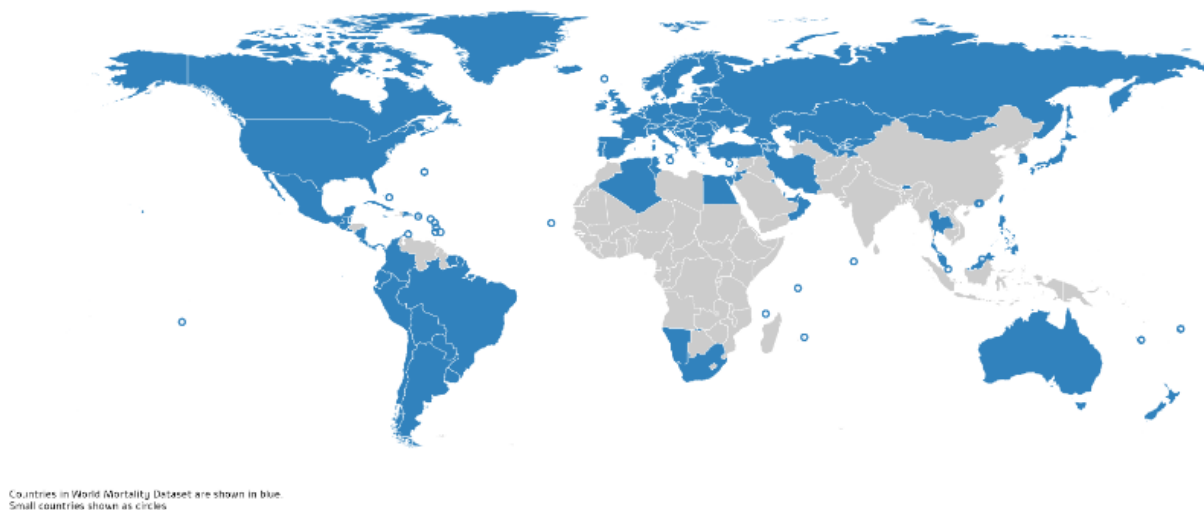 Countries in World Mortality Dataset are shown in blue.
Small countries shown as circles